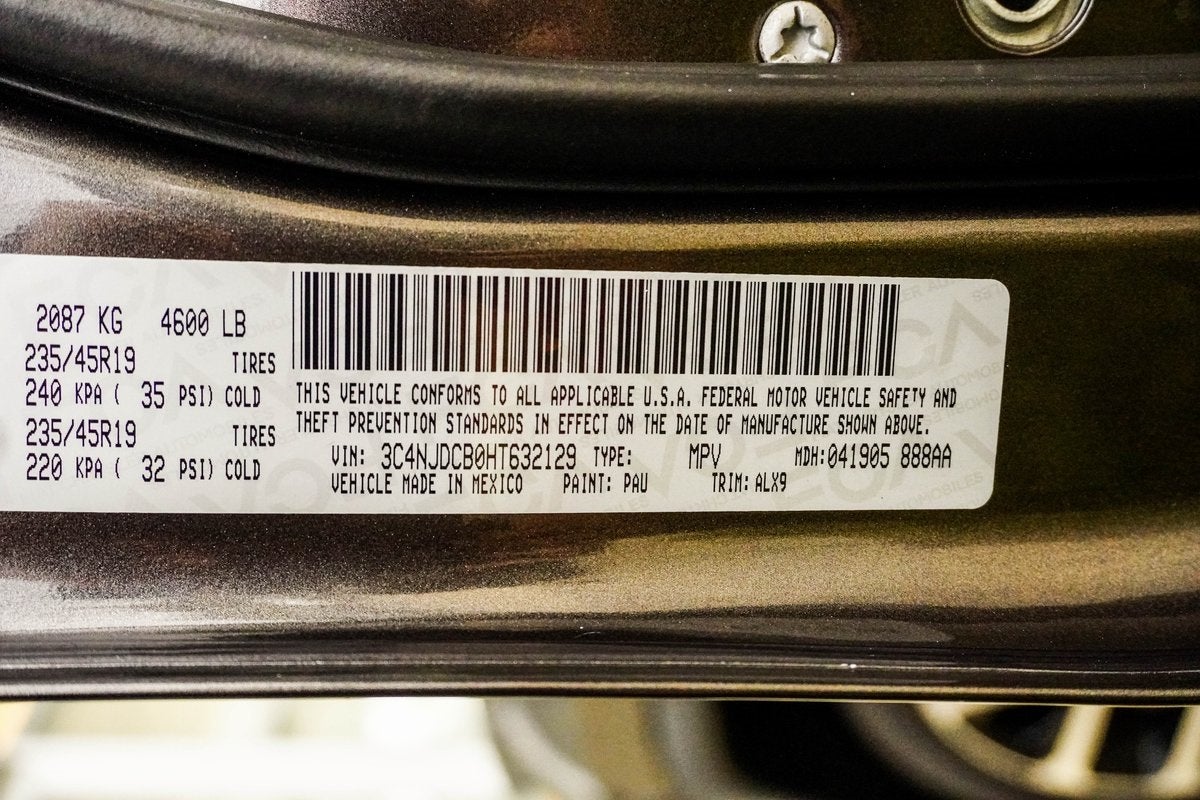 2087 KG 4600 LB
235/45R19 TIRES
240 KPA ( 35 PSI) COLD
235/45R19 TIRES
220 KPA ( 32 PSI) COLD
THIS VEHICLE CONFORMS TO ALL APPLICABLE U.S.A. FEDERAL MOTOR VEHICLE SAFETY AND
THEFT PREVENTION STANDARDS IN EFFECT ON THE DATE OF MANUFACTURE SHOWN ABOVE.
VIN: 3C4NJDCB0HT632129 TYPE: MPV MDH:041905 888AA
VEHICLE MADE IN MEXICO PAINT: PAU TRIM: ALX9